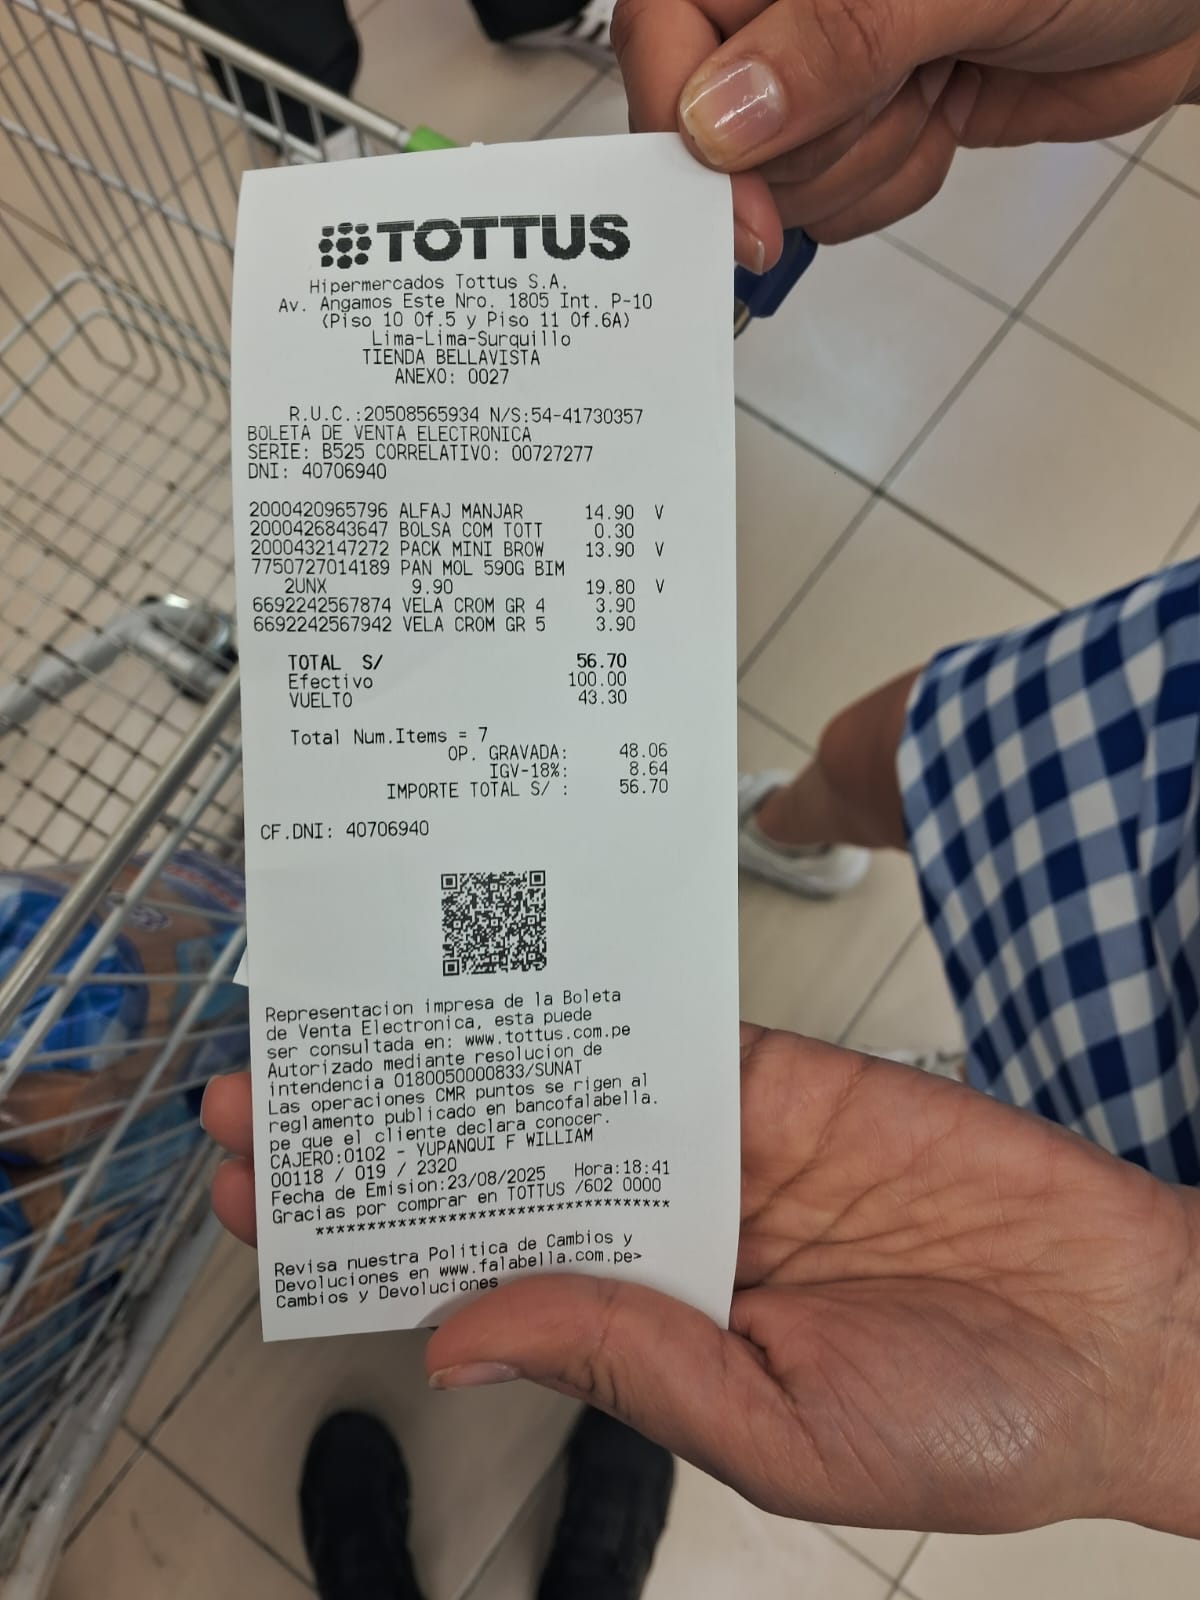 TOTTUS
Hipermercados Tottus S.A.
Av. Angamos Este Nro. 1805 Int. P-10
(Piso 10 Of.5 y Piso 11 Of.6A)
Lima-Lima-Surquillo
TIENDA BELLAVISTA
ANEXO: 0027
R.U.C.:20508565934 N/S:54-41730357
BOLETA DE VENTA ELECTRONICA
SERIE: B525 CORRELATIVO: 00727277
DNI: 40706940
2000420965796 ALFAJ MANJAR 14.90 V
2000426843647 BOLSA COM TOTT 0.30
2000432147272 PACK MINI BROW 13.90 V
7750727014189 PAN MOL 590G BIM
2UNX 9.90 19.80 V
6692242567874 VELA CROM GR 4 3.90
6692242567942 VELA CROM GR 5 3.90
TOTAL S/ 56.70
Efectivo 100.00
VUELTO 43.30
Total Num.Items = 7
OP. GRAVADA: 48.06
IGV-18%: 8.64
IMPORTE TOTAL S/ : 56.70
CF.DNI: 40706940
Representacion impresa de la Boleta
de Venta Electronica, esta puede
ser consultada en: www.tottus.com.pe
Autorizado mediante resolucion de
intendencia 0180050000833/SUNAT
Las operaciones CMR puntos se rigen al
reglamento publicado en bancofalabella.
pe que el cliente declara conocer.
CAJERO:0102 - YUPANQUI F WILLIAM
00118 / 019 / 2320
Fecha de Emision:23/08/2025 Hora:18:41
Gracias por comprar en TOTTUS /602 0000
***********************************
Revisa nuestra Politica de Cambios y
Devoluciones en www.falabella.com.pe>
Cambios y Devoluciones